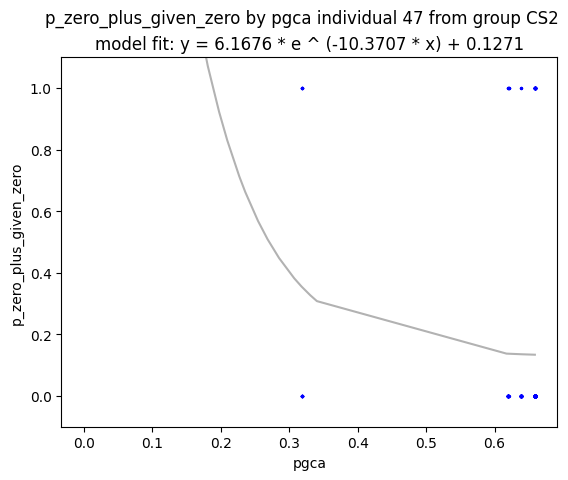 p_zero_plus_given_zero by pgca individual 47 from group CS2
model fit: y = 6.1676 * e ^ (-10.3707 * x) + 0.1271
1.0
0.8
0.6
0.4
0.2
0.0
p_zero_plus_given_zero
0.0 0.1 0.2 0.3 0.4 0.5 0.6
pgca